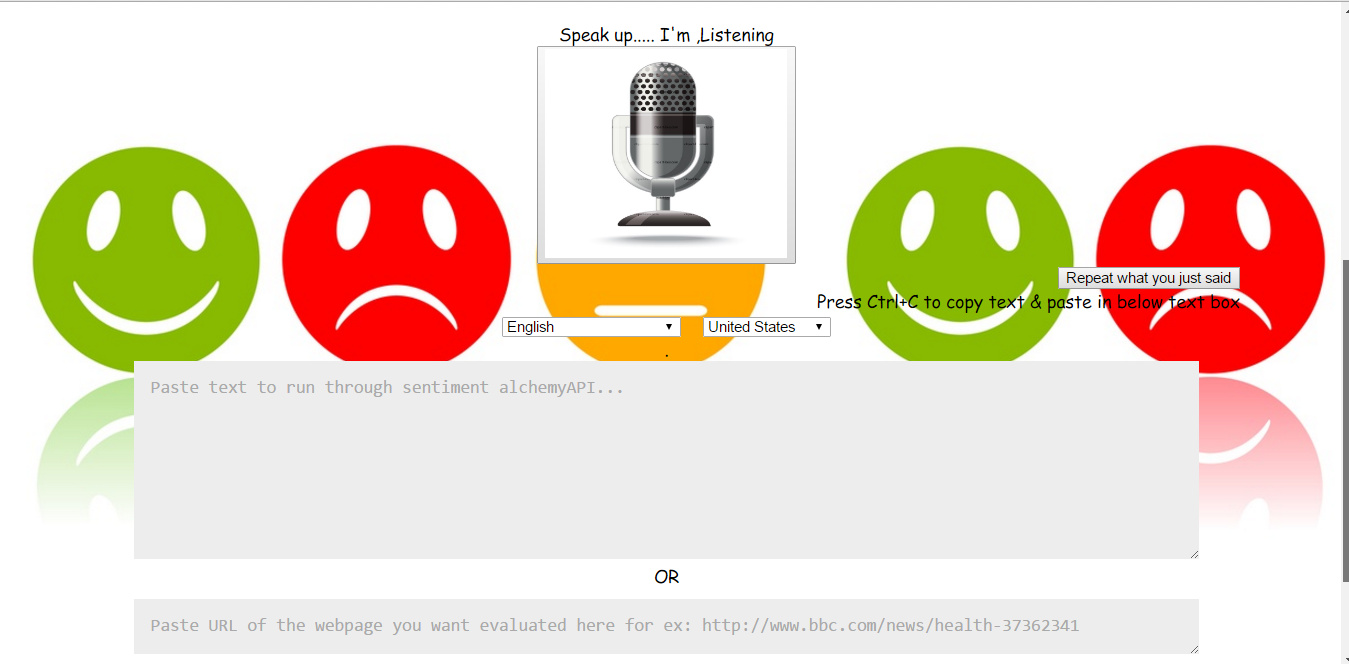 Speak up..... I'm ,Listening
Repeat what you just said
Press Ctrl+C to copy text & paste in below text box
English United States
.
Paste text to run through sentiment alchemyAPI...
OR
Paste URL of the webpage you want evaluated here for ex: http://www.bbc.com/news/health-37362341